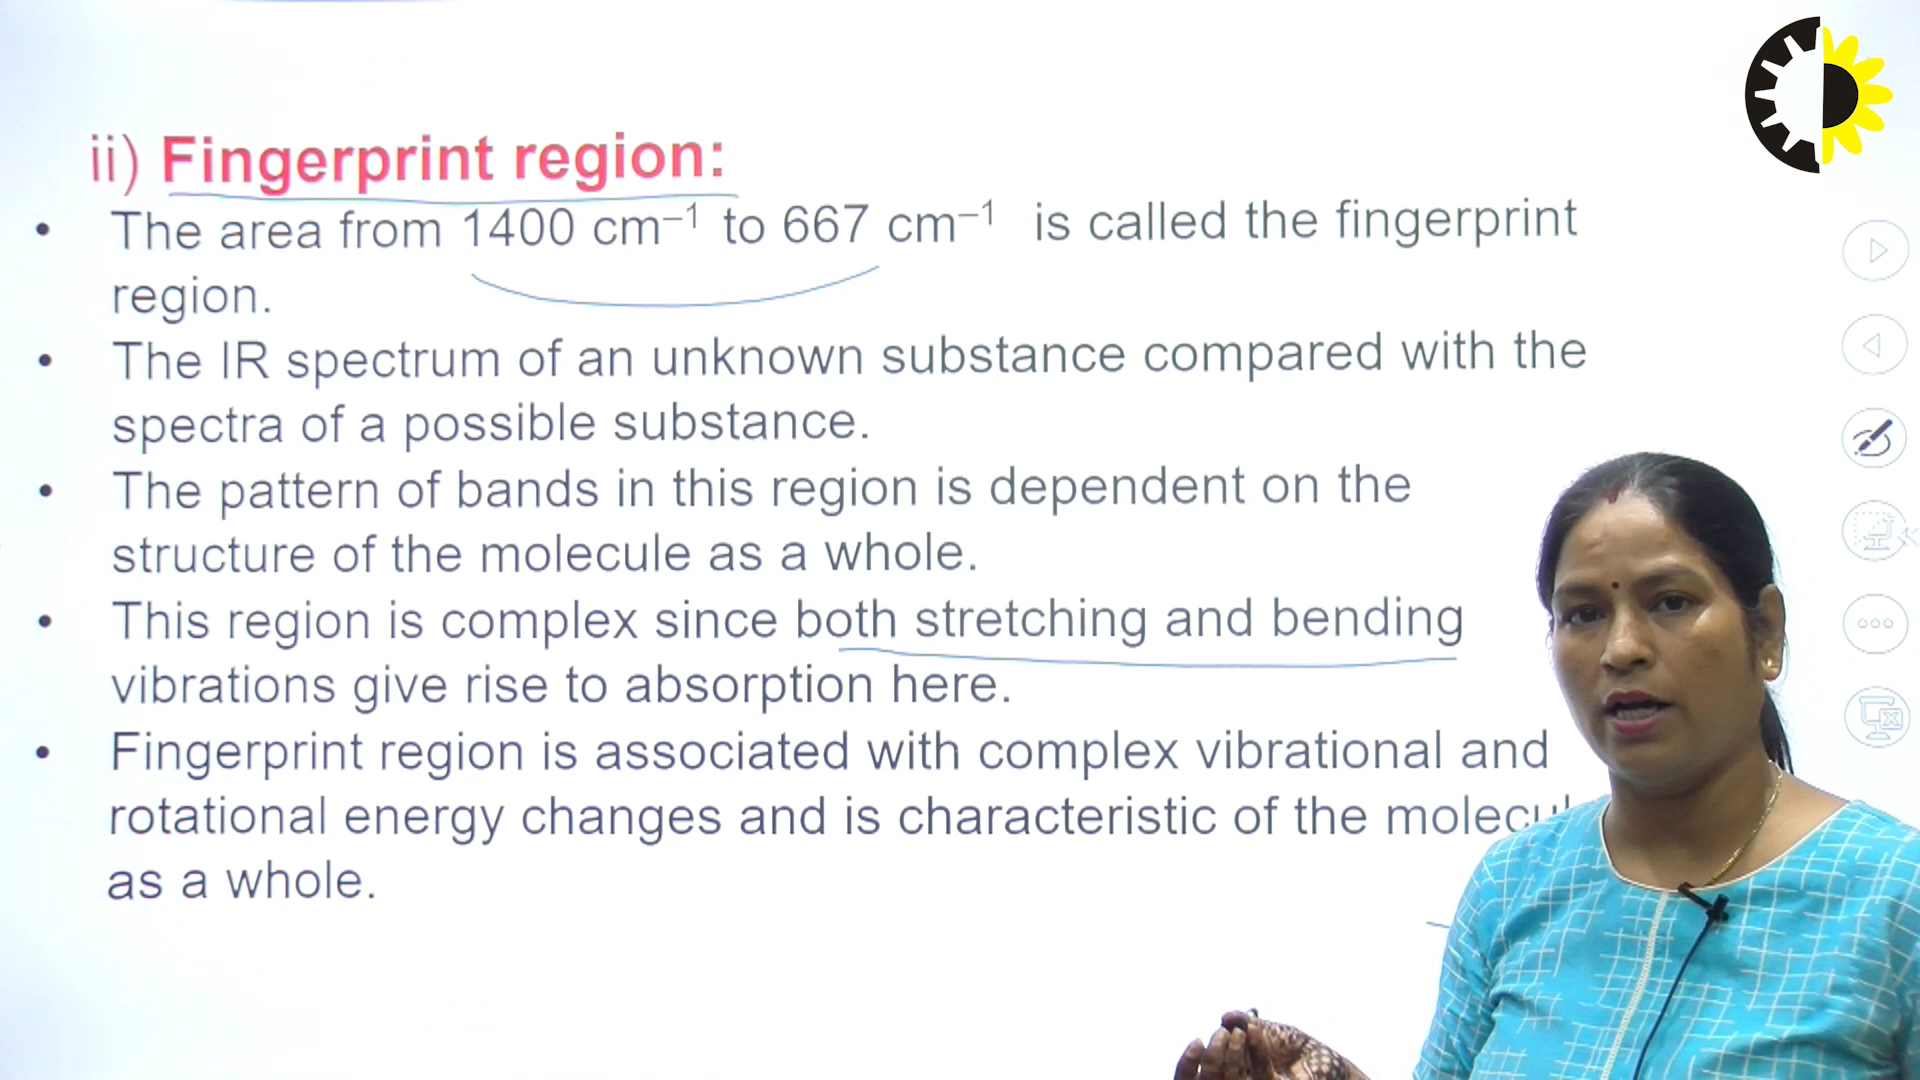 ii) Fingerprint region:
• The area from 1400 cm⁻¹ to 667 cm⁻¹ is called the fingerprint
region.
• The IR spectrum of an unknown substance compared with the
spectra of a possible substance.
• The pattern of bands in this region is dependent on the
structure of the molecule as a whole.
• This region is complex since both stretching and bending
vibrations give rise to absorption here.
• Fingerprint region is associated with complex vibrational and
rotational energy changes and is characteristic of the
as a whole.